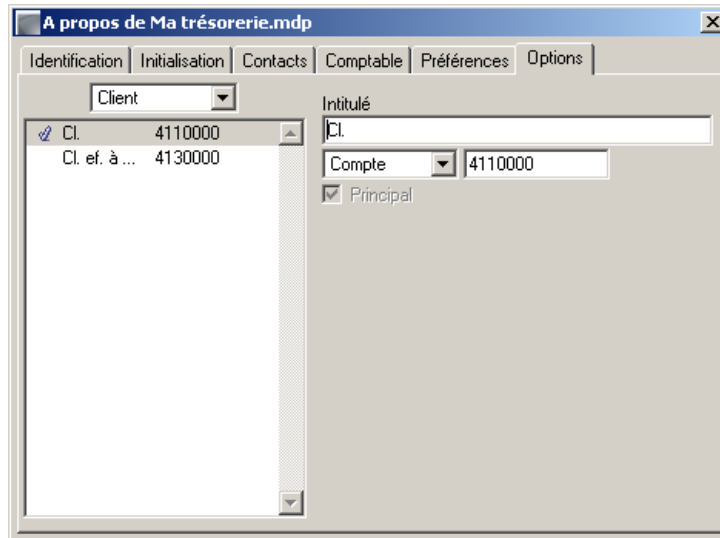 A propos de Ma trésorerie.mdp
Identification Initialisation Contacts Comptable Préférences Options
Client
Intitulé
Cl. 4110000
Cl.
Cl. ef. à ... 4130000
Compte 4110000
Principal